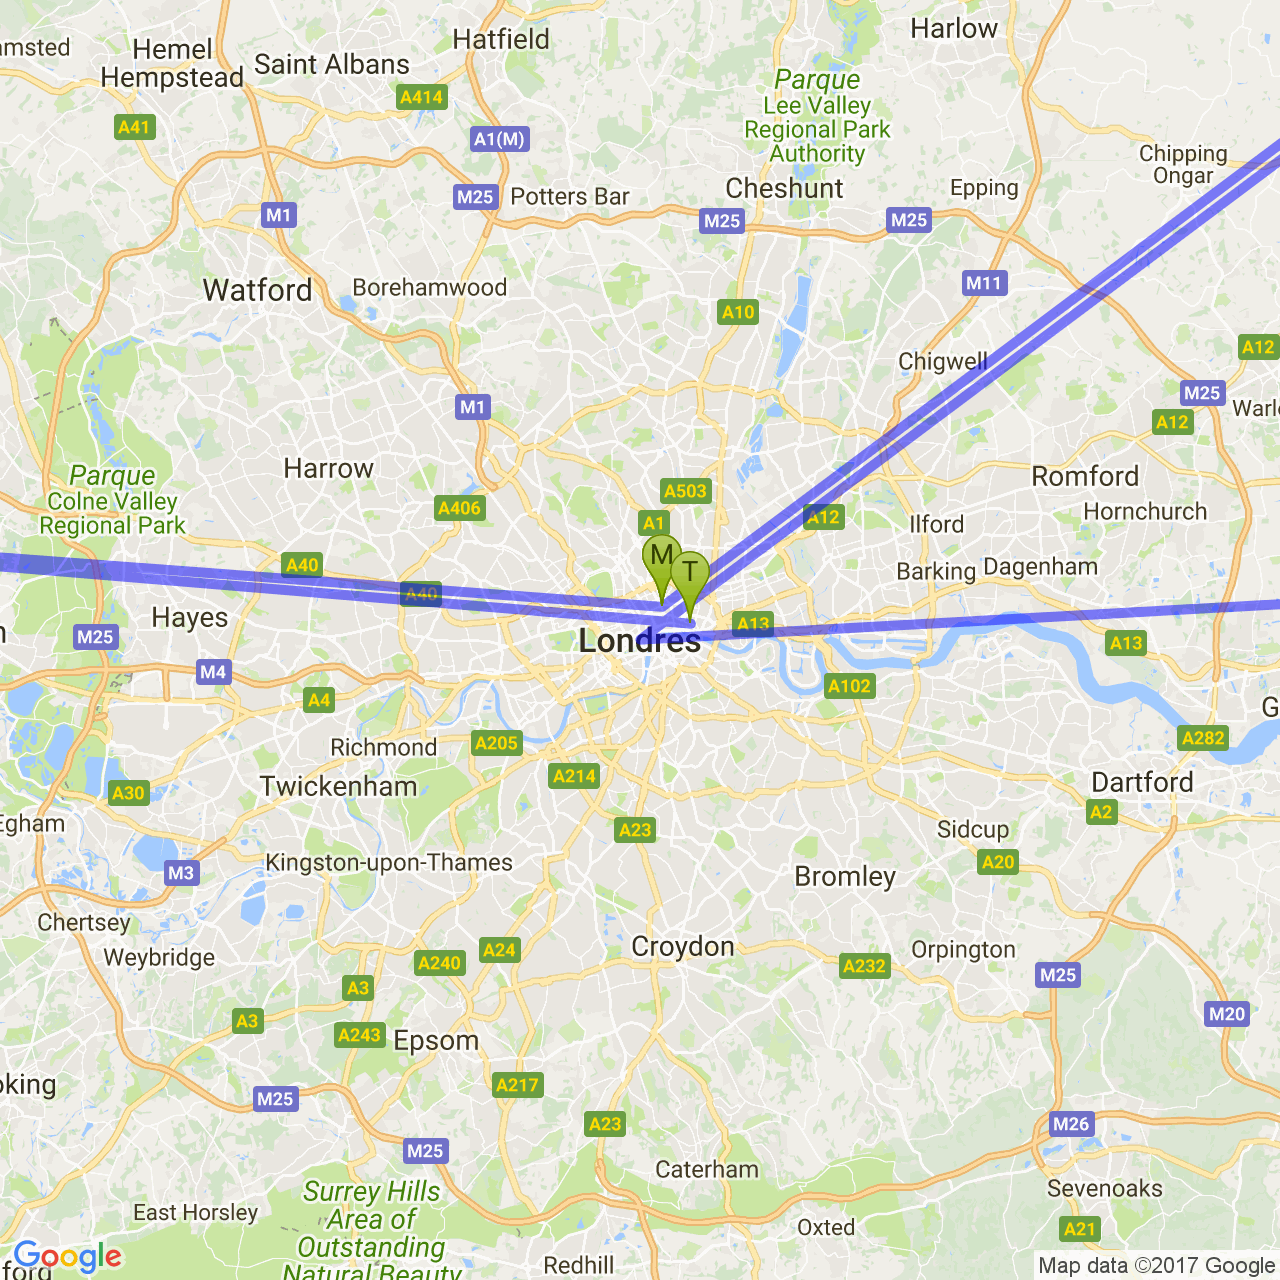 Harlow
Hatfield
amsted
Hemel
Hempstead
Saint Albans
Parque
Lee Valley
Regional Park
Authority
A414
A41
A1(M)
Chipping
Ongar
Cheshunt
Epping
M25
Potters Bar
M1
M25
M25
Watford
Borehamwood
M11
A10
A12
Chigwell
M25
M1
Warle
A12
Harrow
Parque
Colne Valley
Regional Park
Romford
A503
A406
Hornchurch
A1
A12
Ilford
A40
M
T
Barking
Dagenham
A40
Hayes
M25
Londres
A13
A13
M4
A4
A102
G
Richmond
A205
A282
Twickenham
A214
Dartford
A30
A2
Egham
A23
Sidcup
Kingston-upon-Thames
M3
A20
Bromley
Chertsey
Weybridge
Croydon
A24
A240
A232
Orpington
M25
A3
A3
A243
Epsom
M20
oking
A217
M25
A23
M26
M25
Caterham
Surrey Hills
Area of
Outstanding
Natural Beauty
East Horsley
Sevenoaks
Oxted
A21
Google
ford
Redhill
Map data ©2017 Google